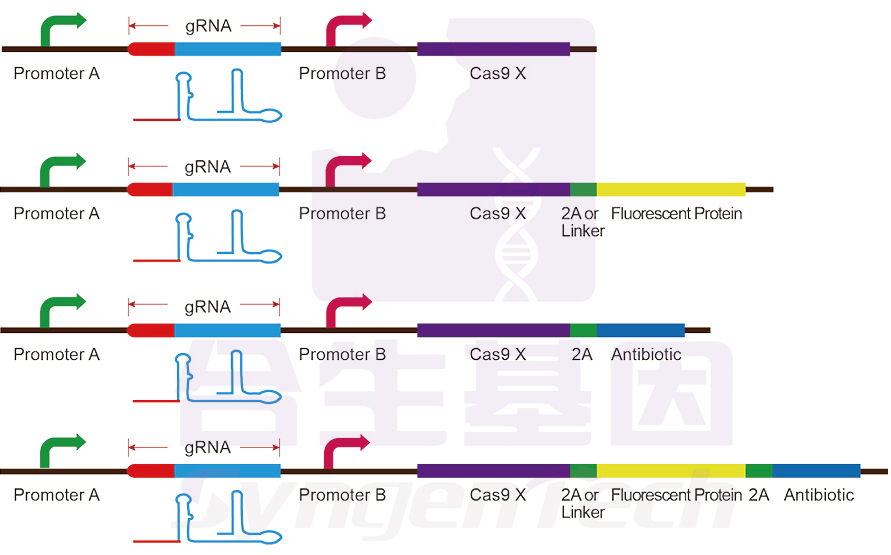 gRNA
Promoter A Promoter B Cas9 X
gRNA
Promoter A Promoter B Cas9 X 2A or Fluorescent Protein
Linker
gRNA
Promoter A Promoter B Cas9 X 2A Antibiotic
合生基因
gRNA
Promoter A Promoter B Cas9 X 2A or Fluorescent Protein 2A Antibiotic
Linker
SyngenTech